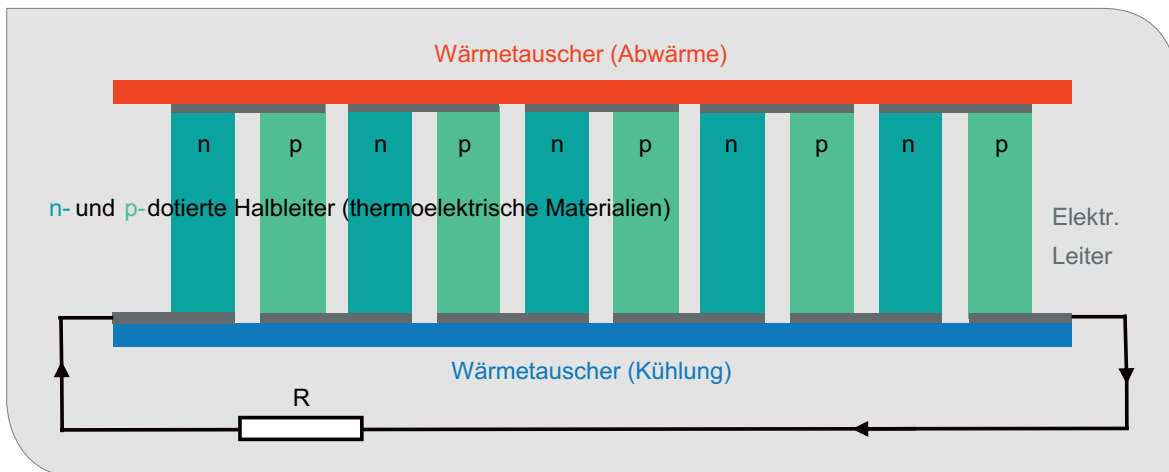 Wärmetauscher (Abwärme)
n p n p n p n p n p
n- und p-dotierte Halbleiter (thermoelektrische Materialien)
Elektr.
Leiter
Wärmetauscher (Kühlung)
R